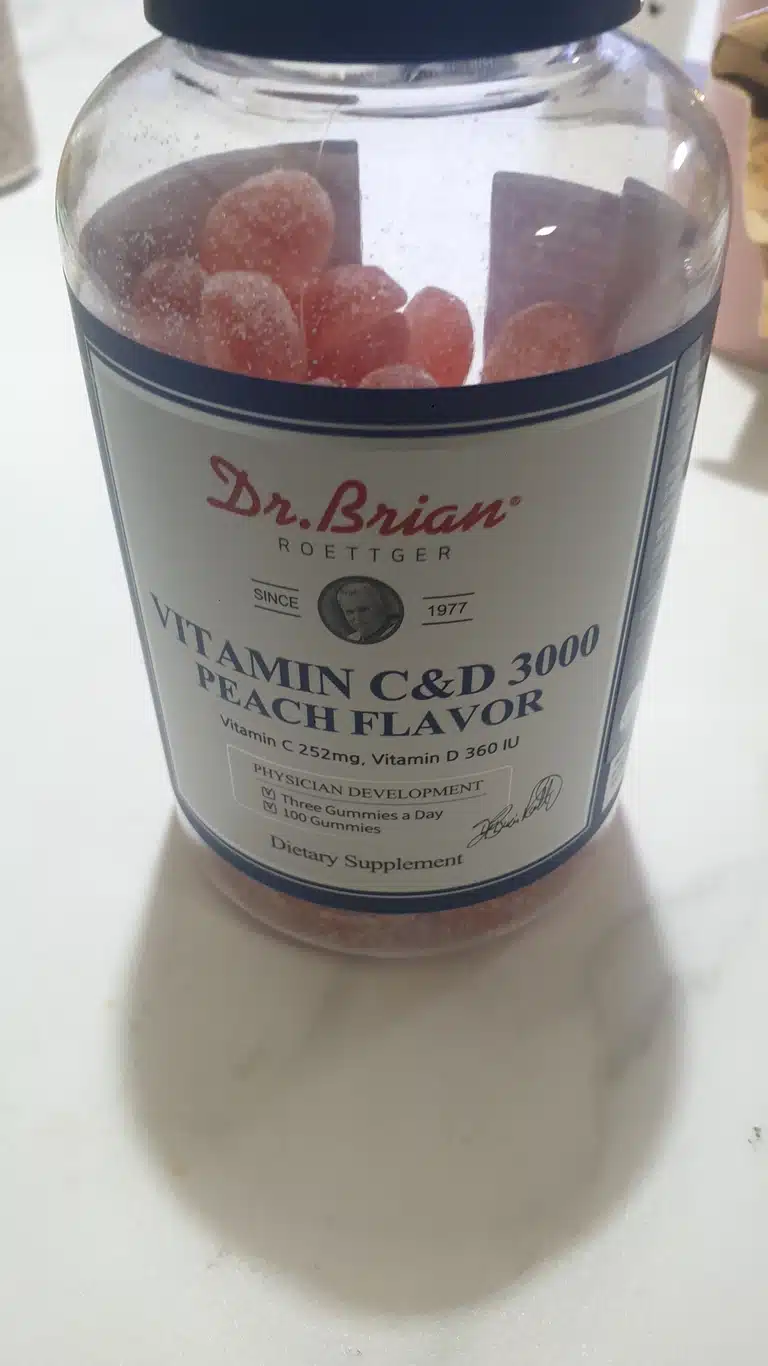 Dr.Brian
ROETTGER
SINCE 1977
VITAMIN C&D 3000
PEACH FLAVOR
Vitamin C 252mg, Vitamin D 360 IU
PHYSICIAN DEVELOPMENT
Three Gummies a Day
100 Gummies
Dietary Supplement